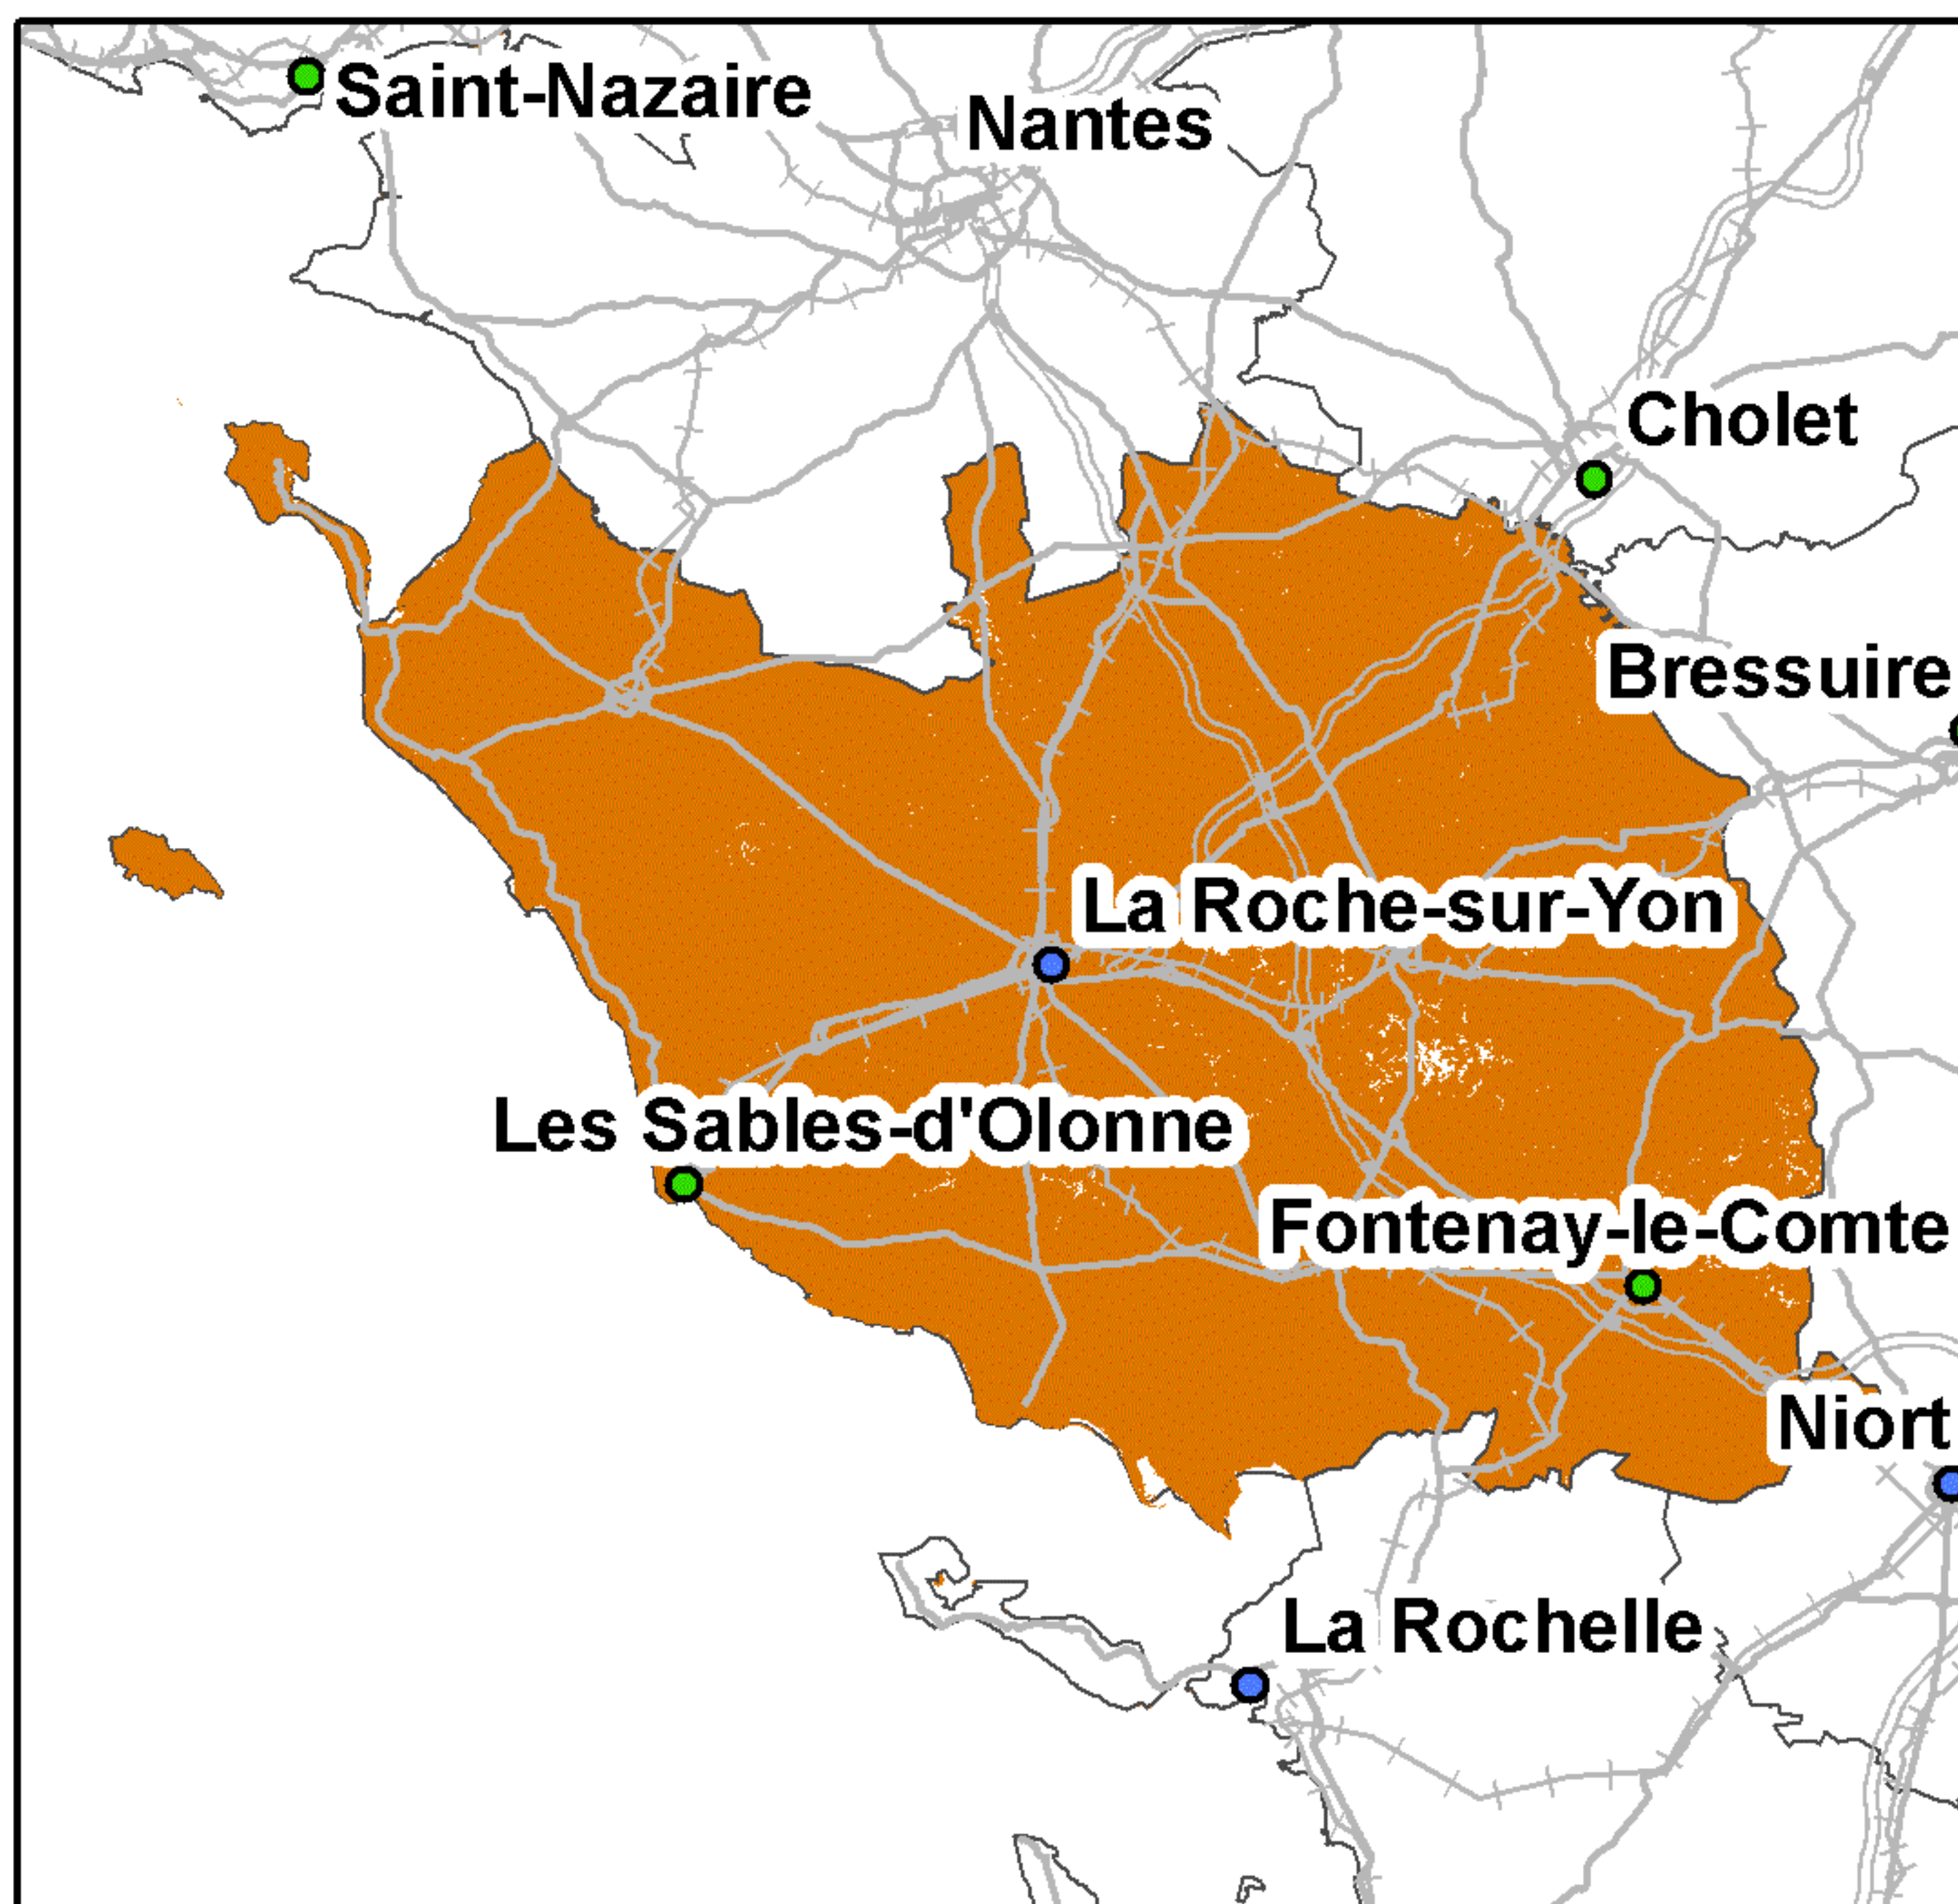 Saint-Nazaire
Nantes
Cholet
Bressuire
La Roche-sur-Yon
Les Sables-d'Olonne
Fontenay-le-Comte
Niort
La Rochelle